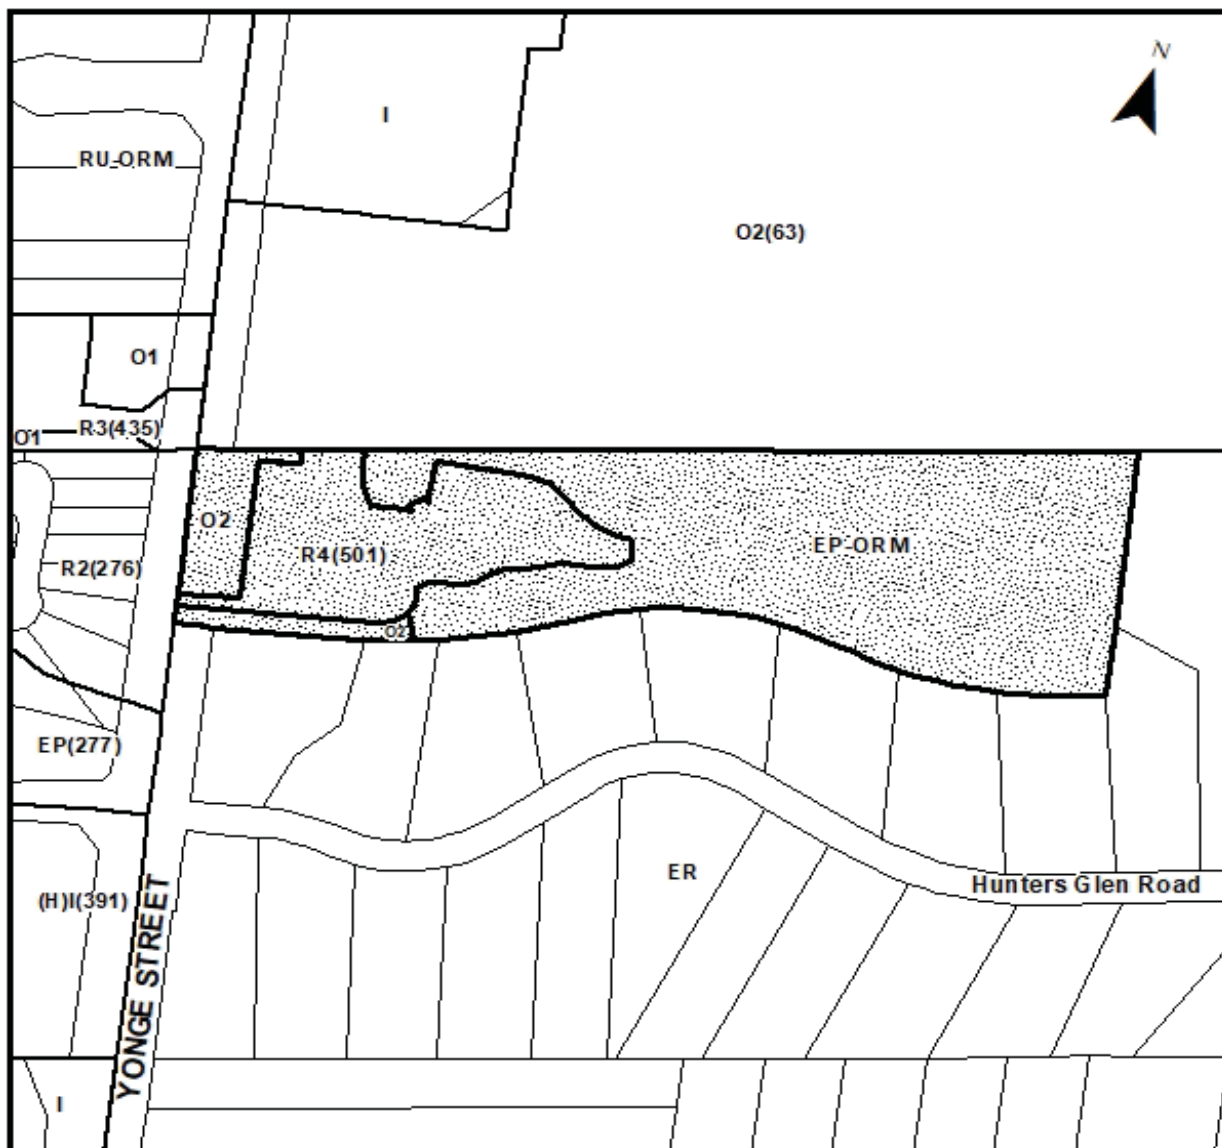 N
I
RU-ORM
O2(63)
O1
R3(435)
O1
O2
R4(501)
EP-ORM
R2(276)
O2
EP(277)
ER
Hunters Glen Road
(H)I(391)
YONGE STREET
I